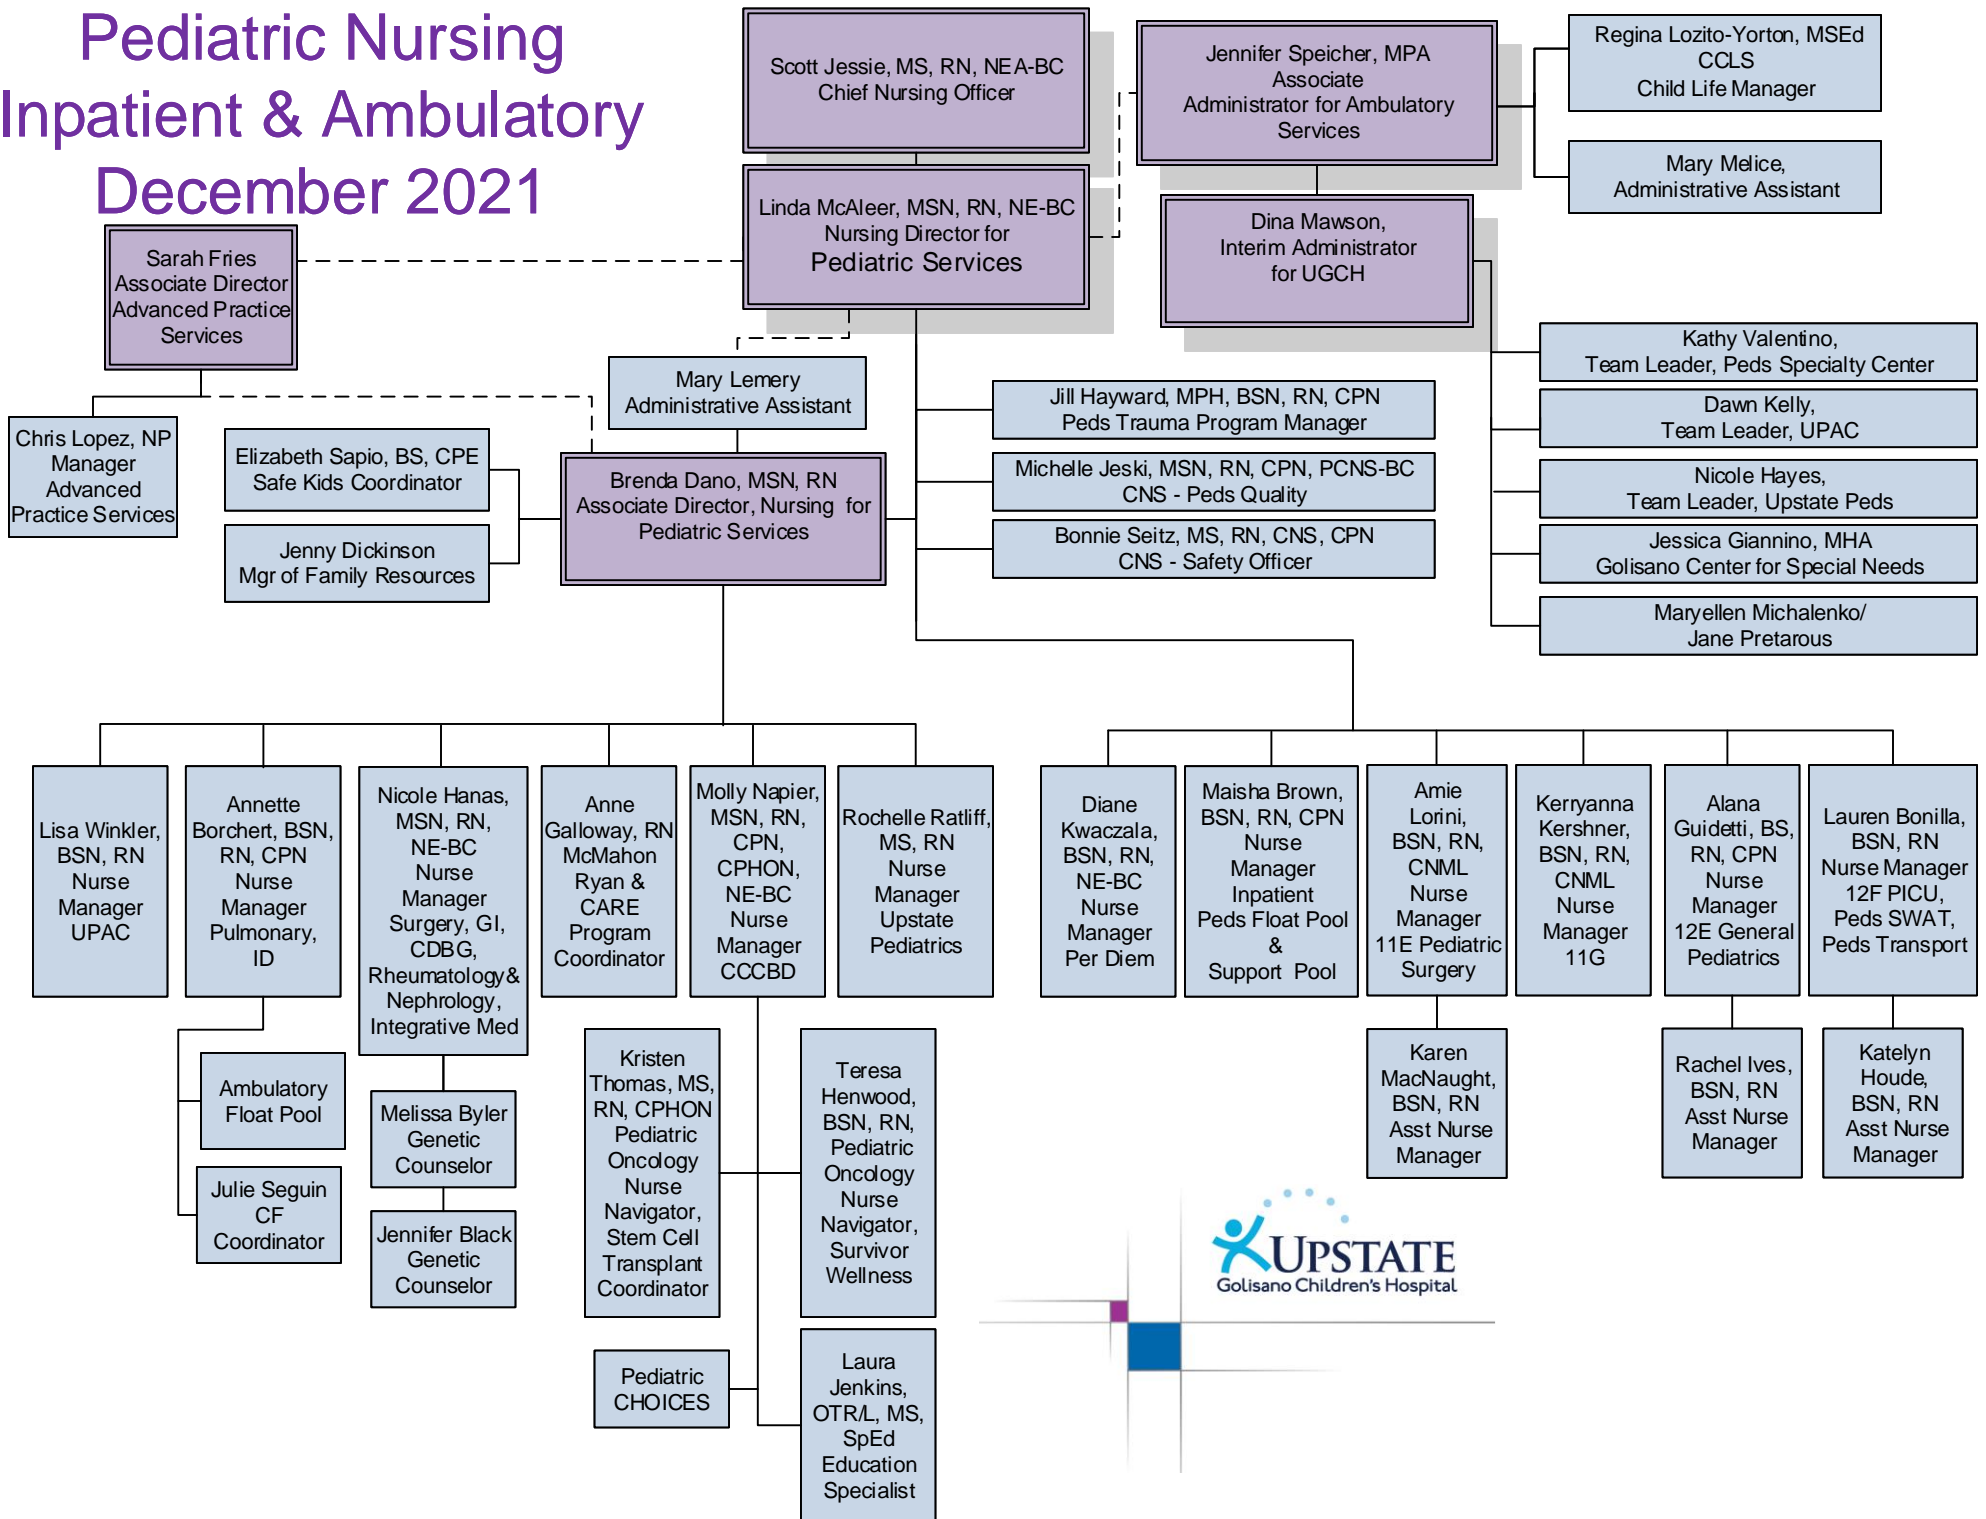 Pediatric Nursing
Inpatient & Ambulatory
December 2021
Scott Jessie, MS, RN, NEA-BC
Chief Nursing Officer
Jennifer Speicher, MPA
Associate
Administrator for Ambulatory
Services
Regina Lozito-Yorton, MSEd
CCLS
Child Life Manager
Mary Melice,
Administrative Assistant
Linda McAleer, MSN, RN, NE-BC
Nursing Director for
Pediatric Services
Dina Mawson,
Interim Administrator
for UGCH
Sarah Fries
Associate Director
Advanced Practice
Services
Kathy Valentino,
Team Leader, Peds Specialty Center
Dawn Kelly,
Team Leader, UPAC
Nicole Hayes,
Team Leader, Upstate Peds
Jessica Giannino, MHA
Golisano Center for Special Needs
Maryellen Michalenko/
Jane Pretarous
Mary Lemery
Administrative Assistant
Jill Hayward, MPH, BSN, RN, CPN
Peds Trauma Program Manager
Michelle Jeski, MSN, RN, CPN, PCNS-BC
CNS - Peds Quality
Bonnie Seitz, MS, RN, CNS, CPN
CNS - Safety Officer
Chris Lopez, NP
Manager
Advanced
Practice Services
Elizabeth Sapio, BS, CPE
Safe Kids Coordinator
Jenny Dickinson
Mgr of Family Resources
Brenda Dano, MSN, RN
Associate Director, Nursing for
Pediatric Services
Lisa Winkler,
BSN, RN
Nurse
Manager
UPAC
Annette
Borchert, BSN,
RN, CPN
Nurse
Manager
Pulmonary,
ID
Nicole Hanas,
MSN, RN,
NE-BC
Nurse
Manager
Surgery, GI,
CDBG,
Rheumatology&
Nephrology,
Integrative Med
Anne
Galloway, RN
McMahon
Ryan &
CARE
Program
Coordinator
Molly Napier,
MSN, RN,
CPN,
CPHON,
NE-BC
Nurse
Manager
CCCBD
Rochelle Ratliff,
MS, RN
Nurse
Manager
Upstate
Pediatrics
Diane
Kwaczala,
BSN, RN,
NE-BC
Nurse
Manager
Per Diem
Maisha Brown,
BSN, RN, CPN
Nurse
Manager
Inpatient
Peds Float Pool
&
Support Pool
Amie
Lorini,
BSN, RN,
CNML
Nurse
Manager
11E Pediatric
Surgery
Kerryanna
Kershner,
BSN, RN,
CNML
Nurse
Manager
11G
Alana
Guidetti, BS,
RN, CPN
Nurse
Manager
12E General
Pediatrics
Lauren Bonilla,
BSN, RN
Nurse Manager
12F PICU,
Peds SWAT,
Peds Transport
Ambulatory
Float Pool
Julie Seguin
CF
Coordinator
Melissa Byler
Genetic
Counselor
Jennifer Black
Genetic
Counselor
Kristen
Thomas, MS,
RN, CPHON
Pediatric
Oncology
Nurse
Navigator,
Stem Cell
Transplant
Coordinator
Teresa
Henwood,
BSN, RN,
Pediatric
Oncology
Nurse
Navigator,
Survivor
Wellness
Pediatric
CHOICES
Laura
Jenkins,
OTR/L, MS,
SpEd
Education
Specialist
Karen
MacNaught,
BSN, RN
Asst Nurse
Manager
Rachel Ives,
BSN, RN
Asst Nurse
Manager
Katelyn
Houde,
BSN, RN
Asst Nurse
Manager
UPSTATE
Golisano Children's Hospital